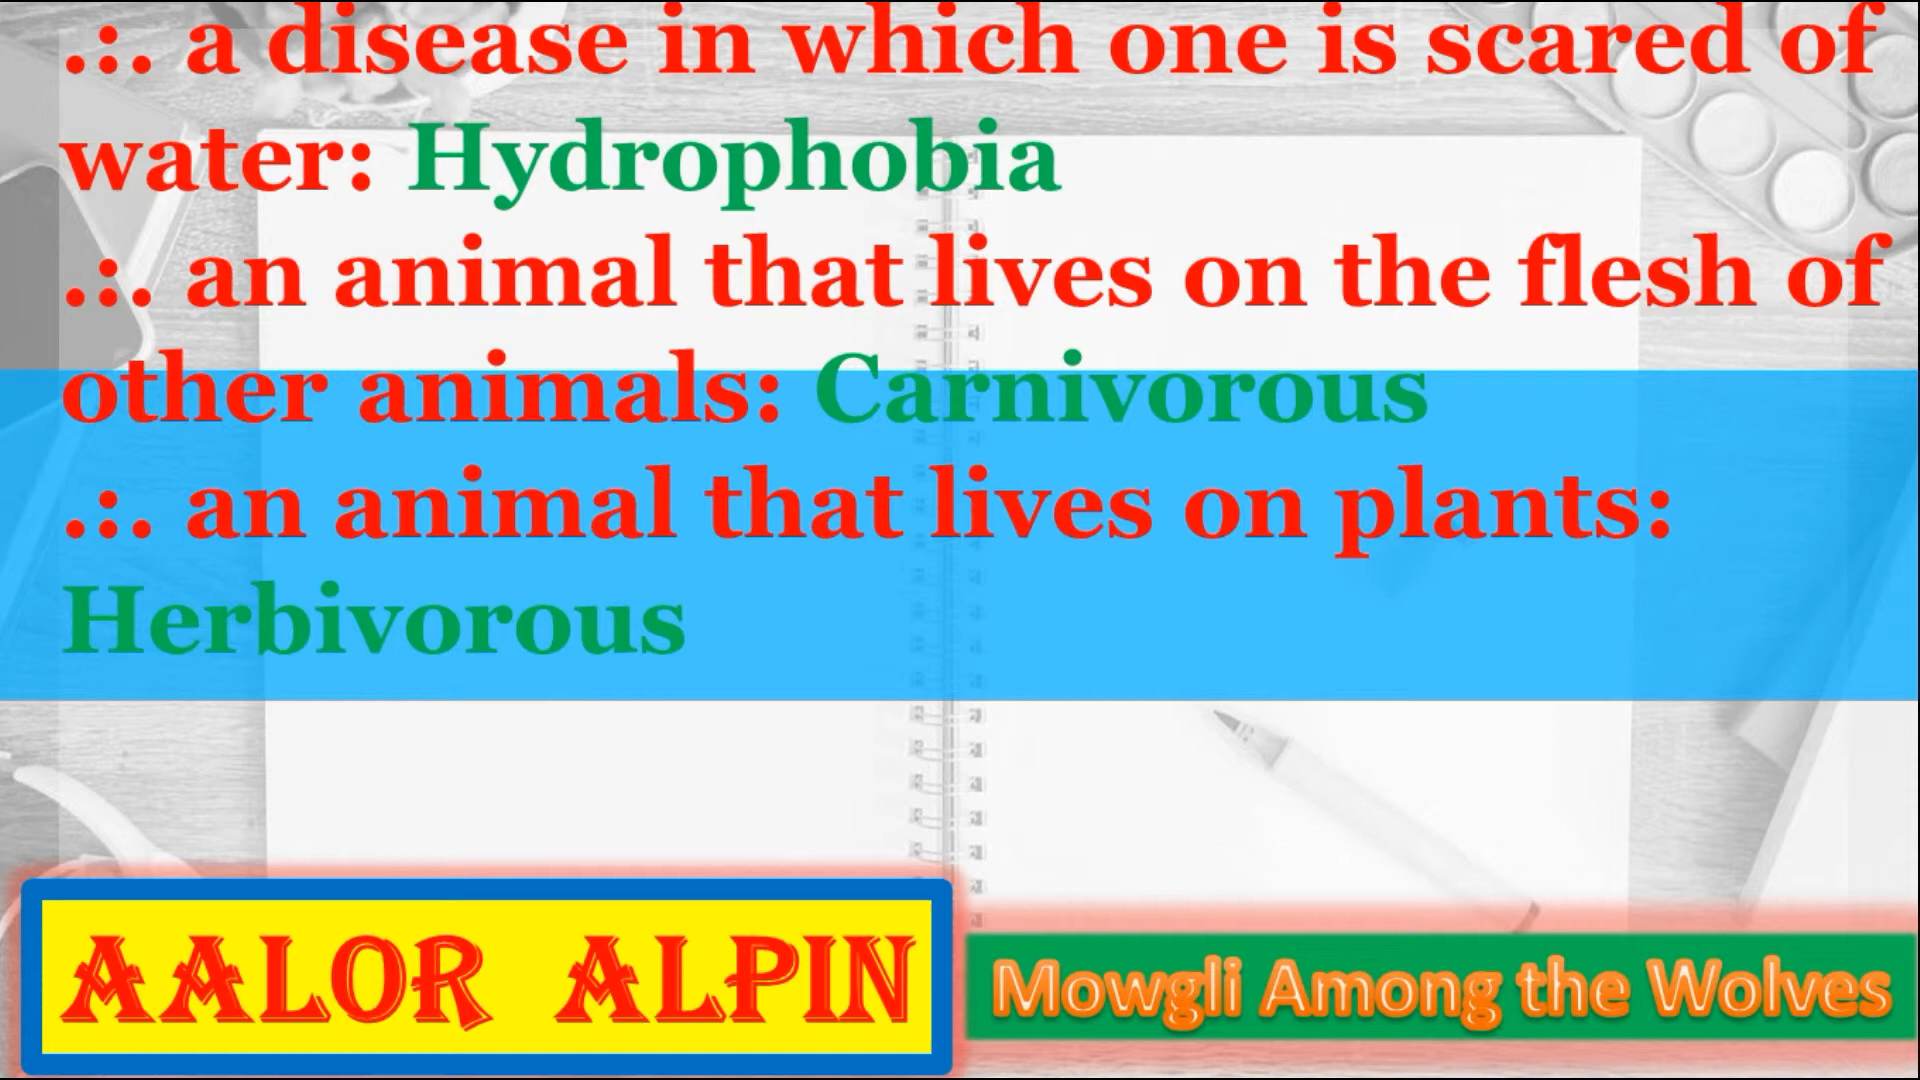 .:. a disease in which one is scared of
water: Hydrophobia
.:. an animal that lives on the flesh of
other animals: Carnivorous
.:. an animal that lives on plants:
Herbivorous
AALOR ALPIN
Mowgli Among the Wolves